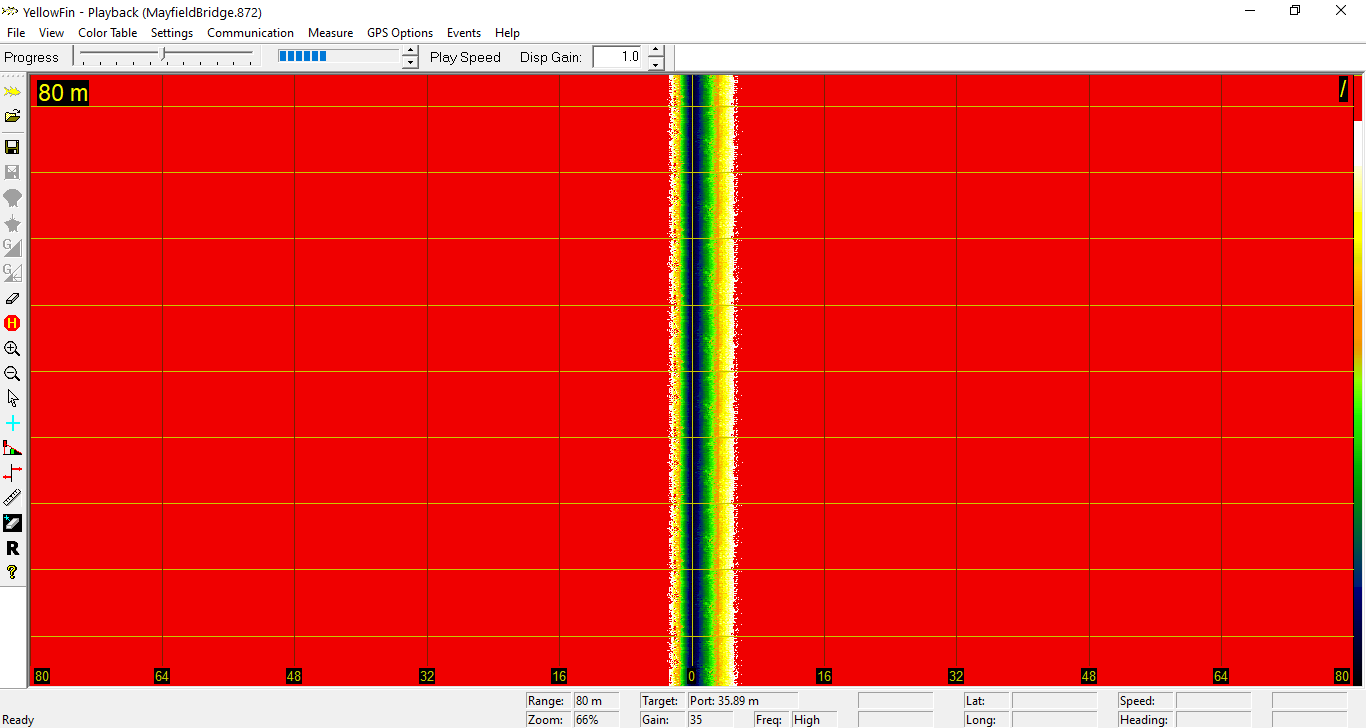 YellowFin - Playback (MayfieldBridge.872)
File View Color Table Settings Communication Measure GPS Options Events Help
Progress Play Speed Disp Gain: 1.0
80 m /
G
G
H
R
?
80 64 48 32 16 0 16 32 48 64 80
Range: 80 m Target: Port: 35.89 m Lat: Speed:
Ready Zoom: 66% Gain: 35 Freq: High Long: Heading: